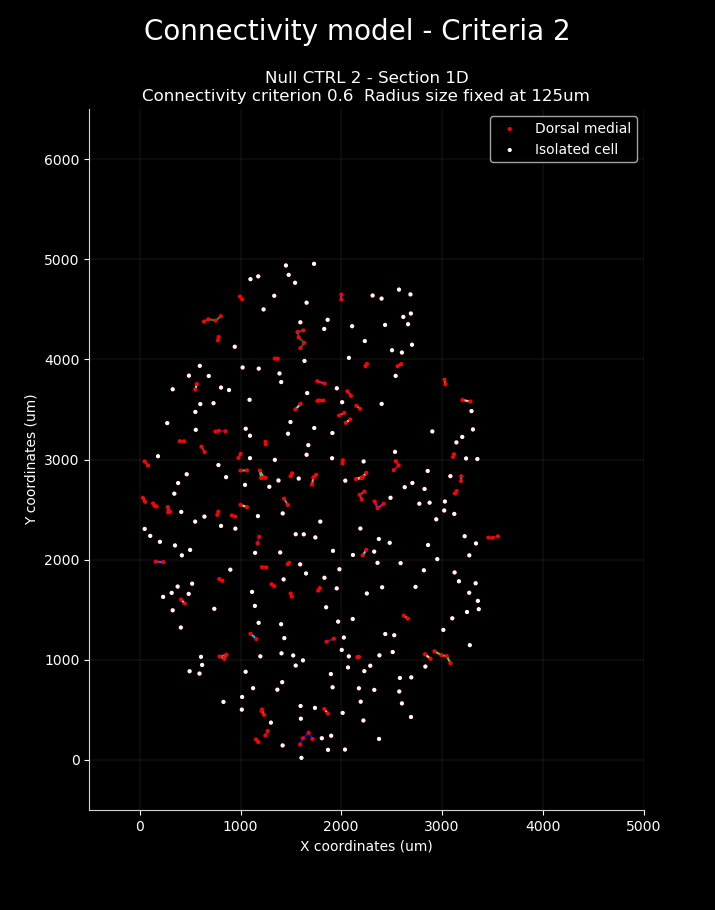 Connectivity model - Criteria 2
Null CTRL 2 - Section 1D
Connectivity criterion 0.6  Radius size fixed at 125um
Dorsal medial
Isolated cell
6000
5000
4000
3000
2000
1000
0
Y coordinates (um)
0 1000 2000 3000 4000 5000
X coordinates (um)